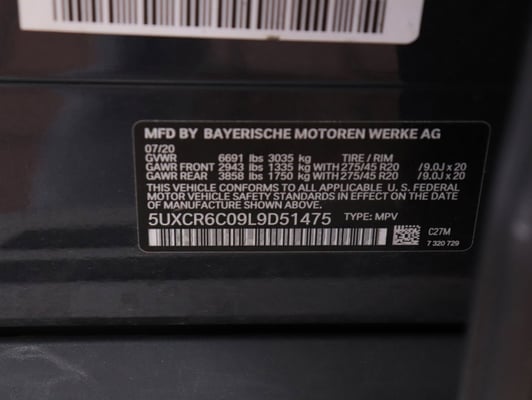 MFD BY BAYERISCHE MOTOREN WERKE AG
07/20
GVWR 6691 lbs 3035 kg TIRE / RIM
GAWR FRONT 2943 lbs 1335 kg WITH 275/45 R20 /9.0J x 20
GAWR REAR 3858 lbs 1750 kg WITH 275/45 R20 /9.0J x 20
THIS VEHICLE CONFORMS TO ALL APPLICABLE U. S. FEDERAL
MOTOR VEHICLE SAFETY STANDARDS IN EFFECT ON THE DATE
OF MANUFACTURE SHOWN ABOVE.
5UXCR6C09L9D51475 TYPE: MPV
C27M
7 320 729